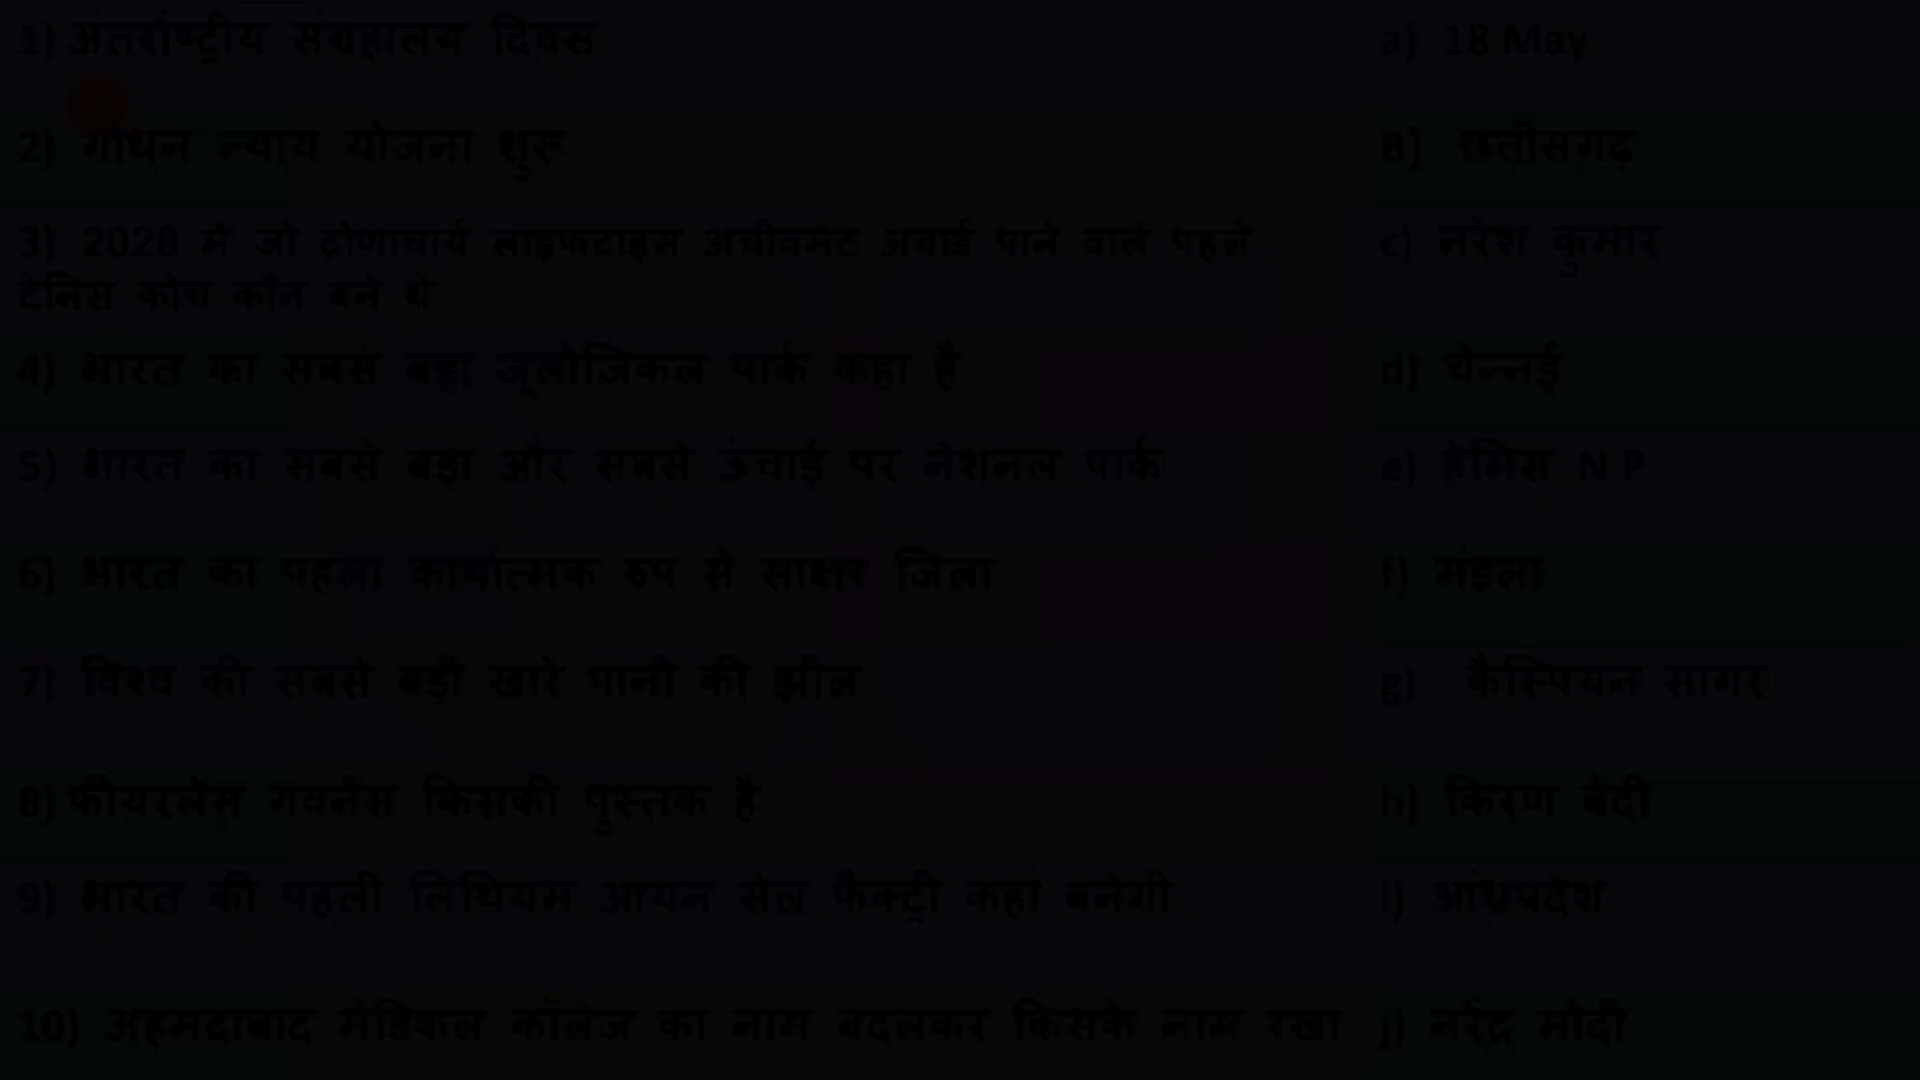 1) अंतर्राष्ट्रीय संग्रहालय दिवस a) 18 May
2) गोधन न्याय योजना शुरू B) छत्तीसगढ
3) 2020 में जो द्रोणाचार्य लाइफटाइम अचीवमेंट अवार्ड पाने वाले पहले c) नरेश कुमार
टेनिस कोच कौन बने थे
4) भारत का सबसे बड़ा जूलोजिकल पार्क कहां है d) चेन्नई
5) भारत का सबसे बड़ा और सबसे ऊंचाई पर नेशनल पार्क e) हेमिस N P
6) भारत का पहला कार्यात्मक रुप से साक्षर जिला f) मंडला
7) विश्व की सबसे बडी खारे पानी की झील g) कैस्पियन सागर
8) फीयरलेस गवर्नेंस किसकी पुस्तक है h) किरण बेदी
9) भारत की पहली लिथियम आयन सेल फैक्ट्री कहां बनेगी i) आंध्रप्रदेश
10) अहमदाबाद मेडिकल कॉलेज का नाम बदलकर किसके नाम रखा j) नरेंद्र मोदी